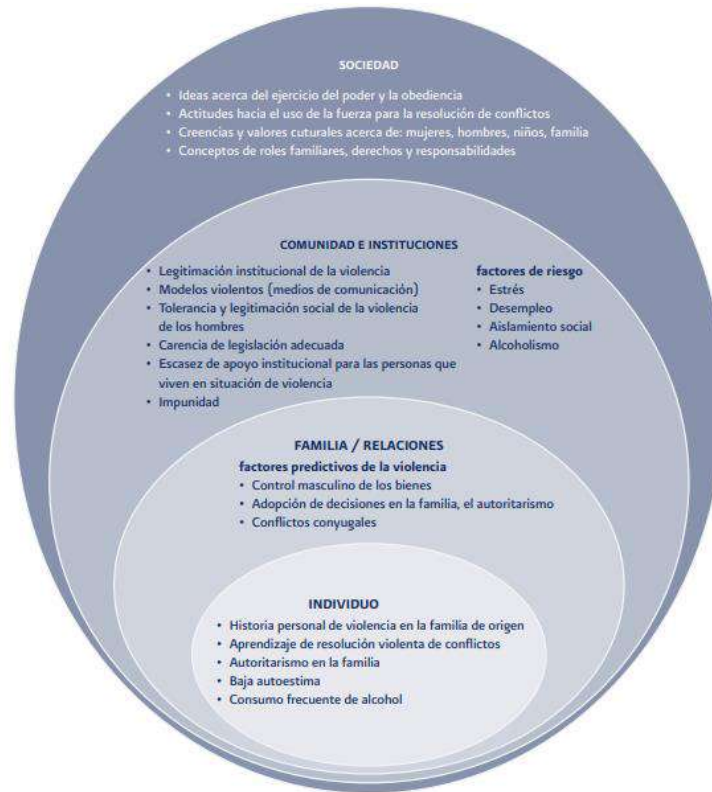 SOCIEDAD
• Ideas acerca del ejercicio del poder y la obediencia
• Actitudes hacia el uso de la fuerza para la resolución de conflictos
• Creencias y valores cuturales acerca de: mujeres, hombres, niños, familia
• Conceptos de roles familiares, derechos y responsabilidades
COMUNIDAD E INSTITUCIONES
• Legitimación institucional de la violencia
• Modelos violentos (medios de comunicación)
• Tolerancia y legitimación social de la violencia
de los hombres
• Carencia de legislación adecuada
• Escasez de apoyo institucional para las personas que
viven en situación de violencia
• Impunidad
factores de riesgo
• Estrés
• Desempleo
• Aislamiento social
• Alcoholismo
FAMILIA / RELACIONES
factores predictivos de la violencia
• Control masculino de los bienes
• Adopción de decisiones en la familia, el autoritarismo
• Conflictos conyugales
INDIVIDUO
• Historia personal de violencia en la familia de origen
• Aprendizaje de resolución violenta de conflictos
• Autoritarismo en la familia
• Baja autoestima
• Consumo frecuente de alcohol